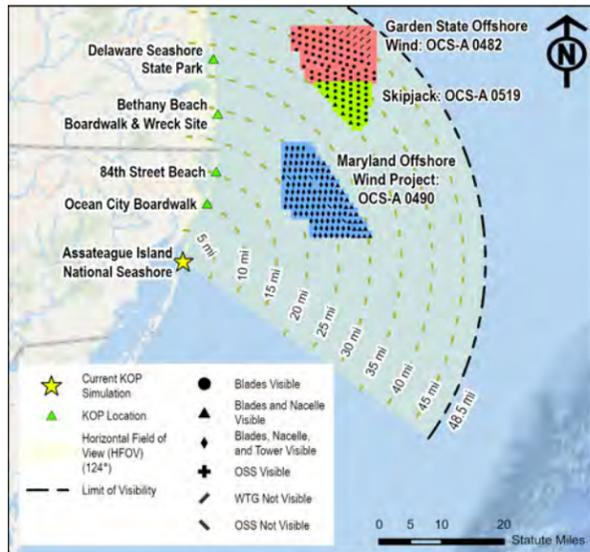 Delaware Seashore
State Park
Garden State Offshore
Wind: OCS-A 0482
N
Bethany Beach
Boardwalk & Wreck Site
Skipjack: OCS-A 0519
84th Street Beach
Maryland Offshore
Wind Project:
OCS-A 0490
Ocean City Boardwalk
Assateague Island
National Seashore
5 mi
10 mi
15 mi
20 mi
25 mi
30 mi
35 mi
40 mi
45 mi
48.5 mi
Current KOP
Simulation
KOP Location
Horizontal Field of
View (HFOV)
(124°)
Limit of Visibility
Blades Visible
Blades and Nacelle
Visible
Blades, Nacelle,
and Tower Visible
OSS Visible
WTG Not Visible
OSS Not Visible
0 5 10 20
Statute Miles